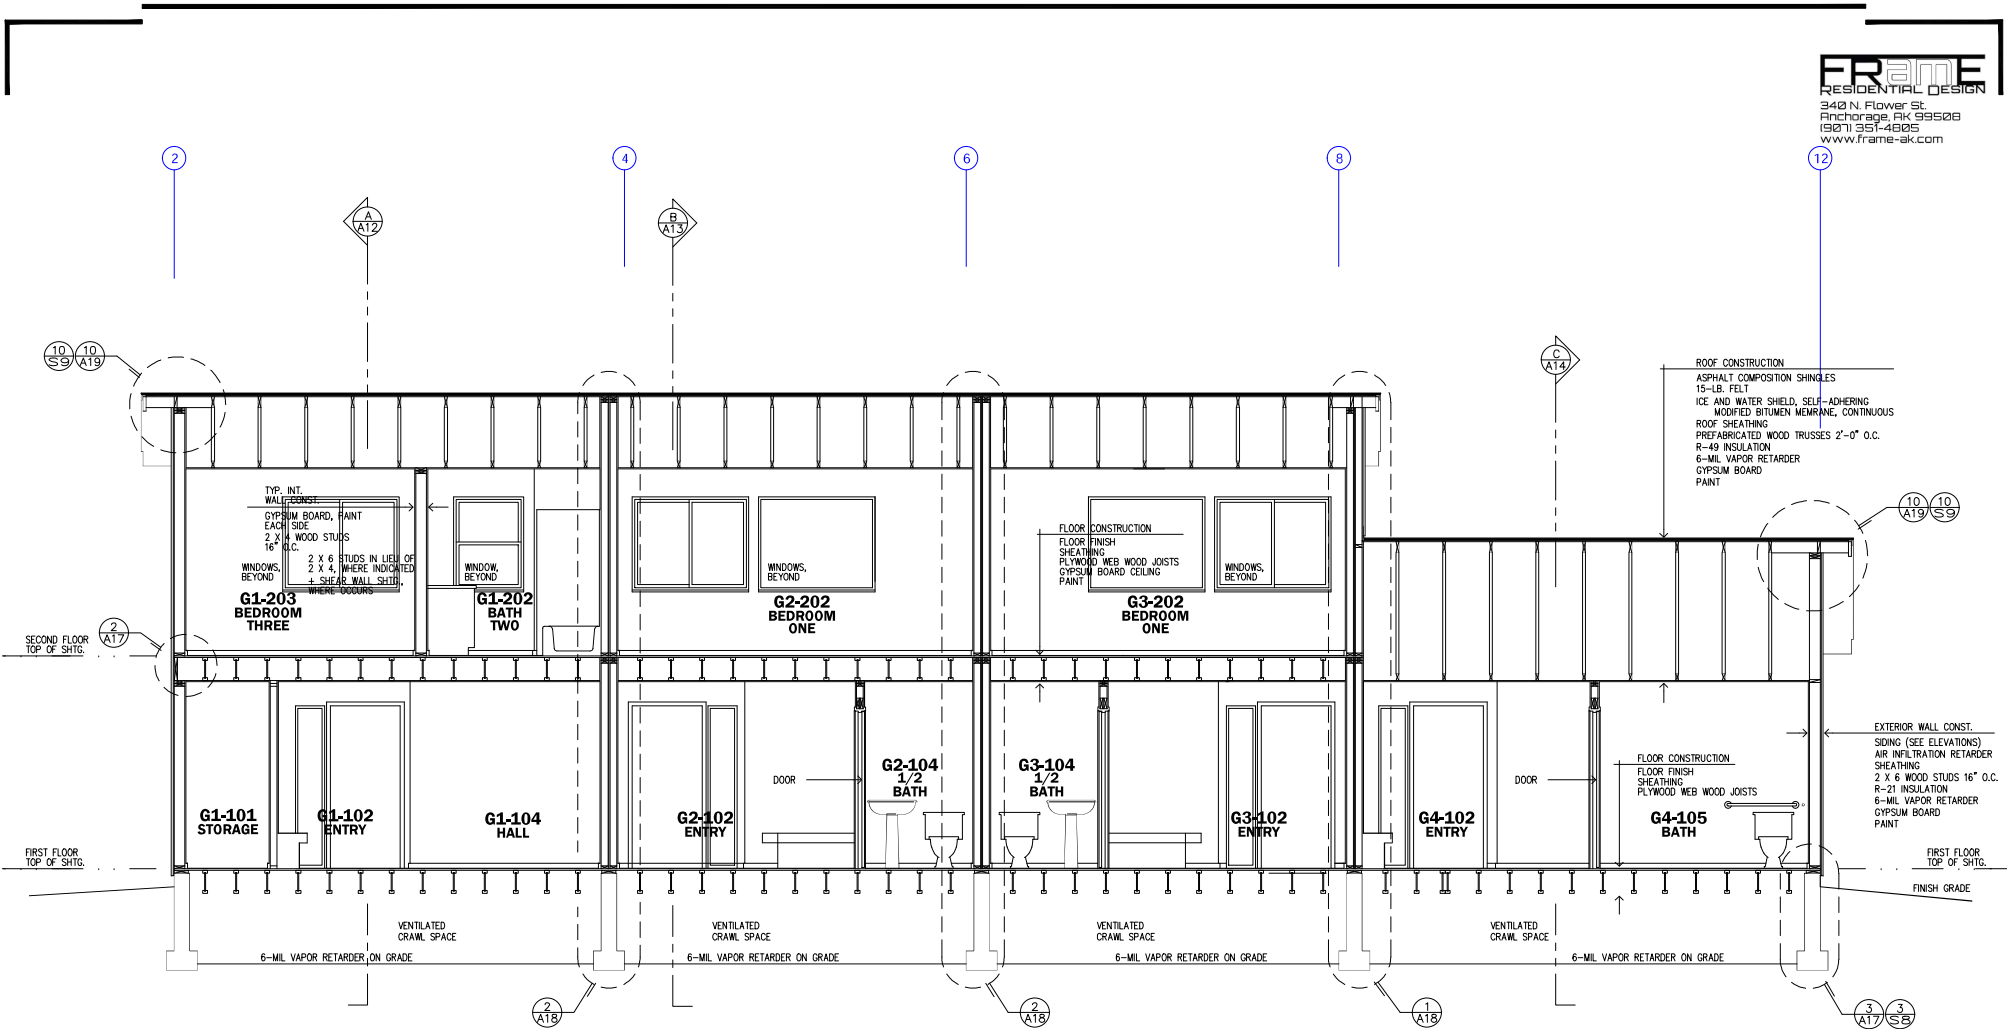 FRame
RESIDENTIAL DESIGN
340 N. Flower St.
Anchorage, AK 99508
(907) 351-4805
www.frame-ak.com
2
4
6
8
12
A
A12
B
A13
C
A14
10
S9
10
A19
ROOF CONSTRUCTION
ASPHALT COMPOSITION SHINGLES
15-LB. FELT
ICE AND WATER SHIELD, SELF-ADHERING
MODIFIED BITUMEN MEMRANE, CONTINUOUS
ROOF SHEATHING
PREFABRICATED WOOD TRUSSES 2'-0" O.C.
R-49 INSULATION
6-MIL VAPOR RETARDER
GYPSUM BOARD
PAINT
10
A19
10
S9
TYP. INT.
WALL CONST.
GYPSUM BOARD, PAINT
EACH SIDE
2 X 4 WOOD STUDS
16" O.C.
2 X 6 STUDS IN LIEU OF
2 X 4, WHERE INDICATED
+ SHEAR WALL SHTG.,
WHERE OCCURS
WINDOWS,
BEYOND
G1-203
BEDROOM
THREE
WINDOW,
BEYOND
G1-202
BATH
TWO
WINDOWS,
BEYOND
G2-202
BEDROOM
ONE
FLOOR CONSTRUCTION
FLOOR FINISH
SHEATHING
PLYWOOD WEB WOOD JOISTS
GYPSUM BOARD CEILING
PAINT
G3-202
BEDROOM
ONE
WINDOWS,
BEYOND
2
A17
SECOND FLOOR
TOP OF SHTG.
G1-101
STORAGE
G1-102
ENTRY
G1-104
HALL
G2-102
ENTRY
DOOR
G2-104
1/2
BATH
G3-104
1/2
BATH
G3-102
ENTRY
G4-102
ENTRY
DOOR
FLOOR CONSTRUCTION
FLOOR FINISH
SHEATHING
PLYWOOD WEB WOOD JOISTS
G4-105
BATH
EXTERIOR WALL CONST.
SIDING (SEE ELEVATIONS)
AIR INFILTRATION RETARDER
SHEATHING
2 X 6 WOOD STUDS 16" O.C.
R-21 INSULATION
6-MIL VAPOR RETARDER
GYPSUM BOARD
PAINT
FIRST FLOOR
TOP OF SHTG.
FIRST FLOOR
TOP OF SHTG.
FINISH GRADE
VENTILATED
CRAWL SPACE
VENTILATED
CRAWL SPACE
VENTILATED
CRAWL SPACE
VENTILATED
CRAWL SPACE
6-MIL VAPOR RETARDER ON GRADE
6-MIL VAPOR RETARDER ON GRADE
6-MIL VAPOR RETARDER ON GRADE
6-MIL VAPOR RETARDER ON GRADE
2
A18
2
A18
1
A18
3
A17
3
S8